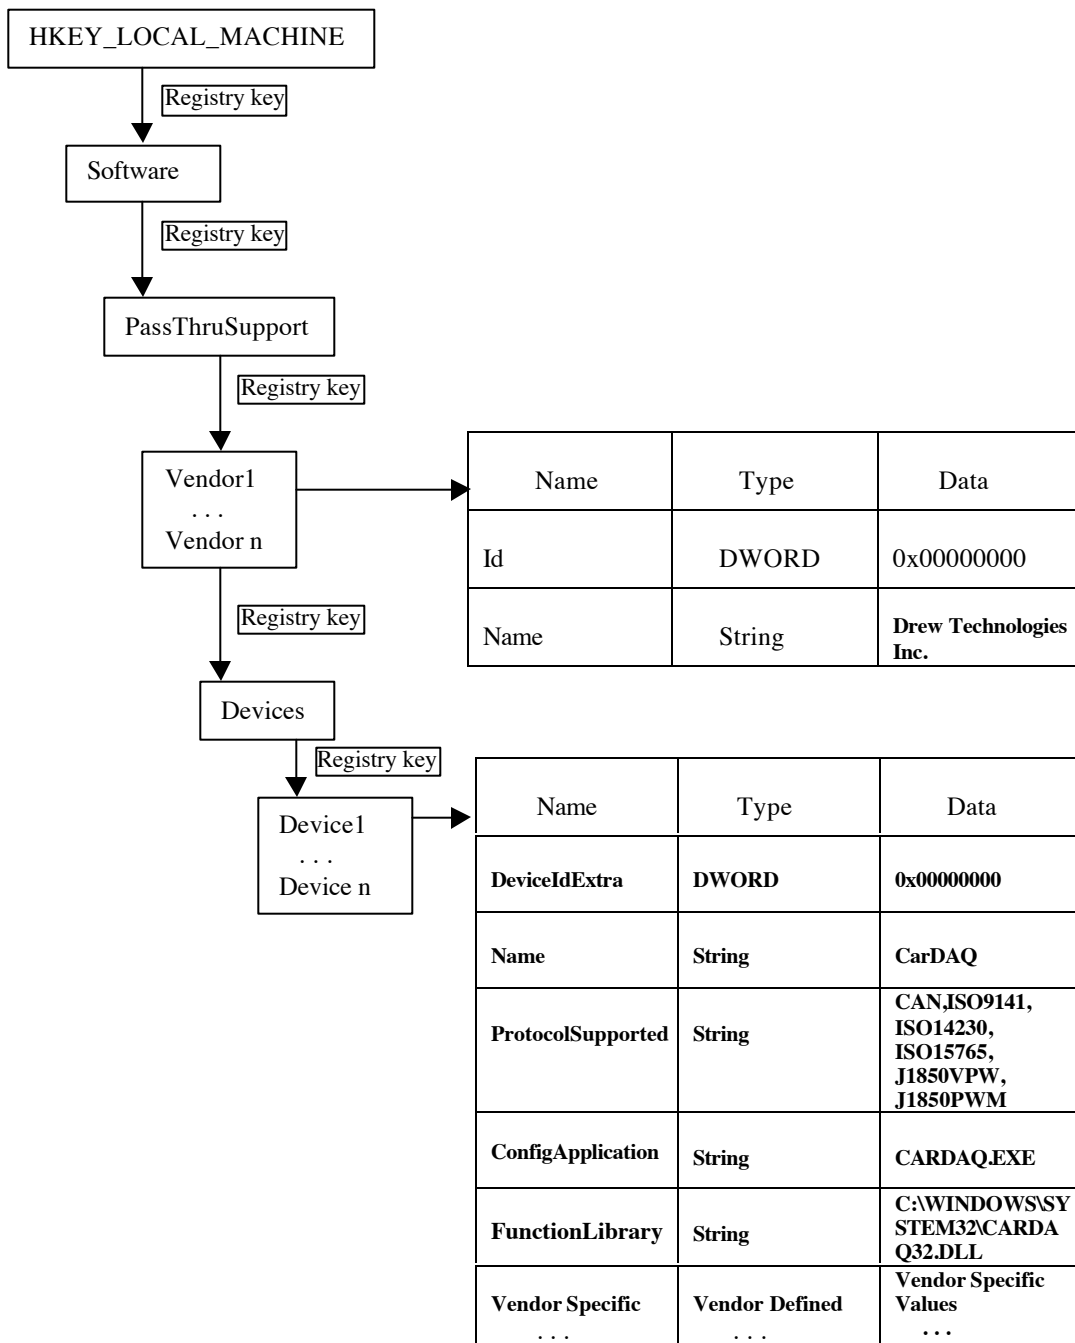 HKEY_LOCAL_MACHINE
Registry key
Software
Registry key
PassThruSupport
Registry key
Vendor1
. . .
Vendor n
Name Type Data
Id DWORD 0x00000000
Name String Drew Technologies
Inc.
Registry key
Devices
Registry key
Device1
. . .
Device n
Name Type Data
DeviceIdExtra DWORD 0x00000000
Name String CarDAQ
ProtocolSupported String CAN,ISO9141,
ISO14230,
ISO15765,
J1850VPW,
J1850PWM
ConfigApplication String CARDAQ.EXE
FunctionLibrary String C:\WINDOWS\SY
STEM32\CARDA
Q32.DLL
Vendor Specific Vendor Defined Vendor Specific
Values
. . . . . . . . .